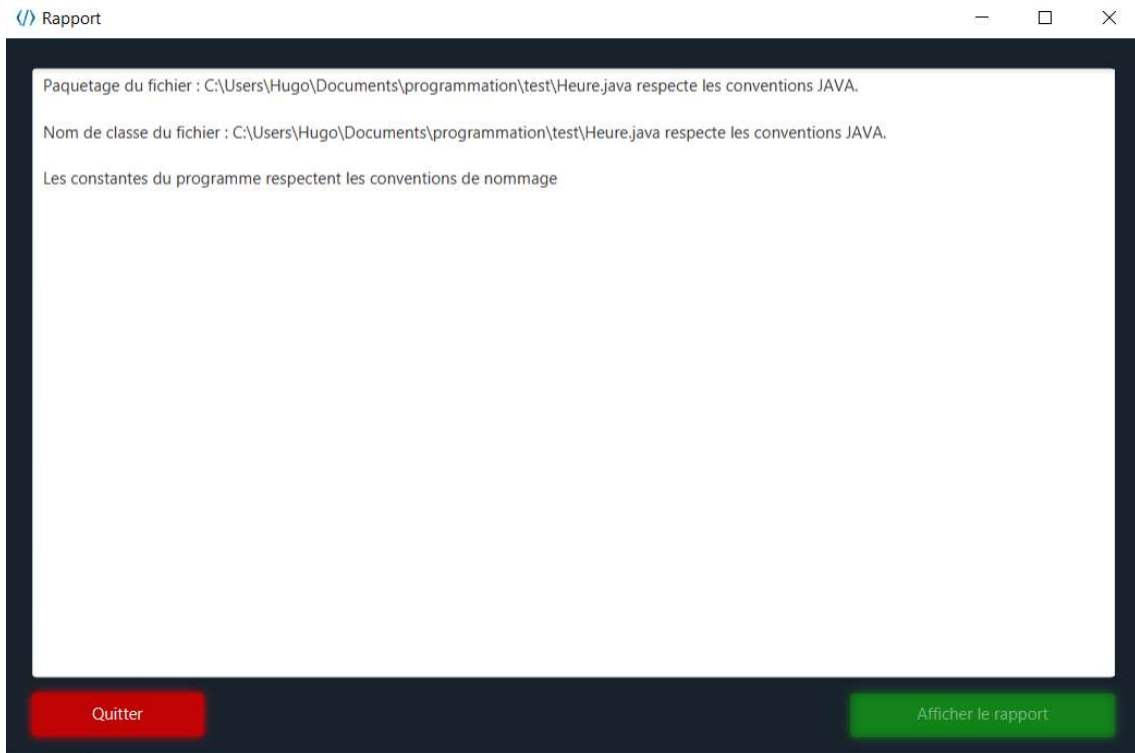 Rapport
Paquetage du fichier : C:\Users\Hugo\Documents\programmation\test\Heure.java respecte les conventions JAVA.
Nom de classe du fichier : C:\Users\Hugo\Documents\programmation\test\Heure.java respecte les conventions JAVA.
Les constantes du programme respectent les conventions de nommage
Quitter
Afficher le rapport